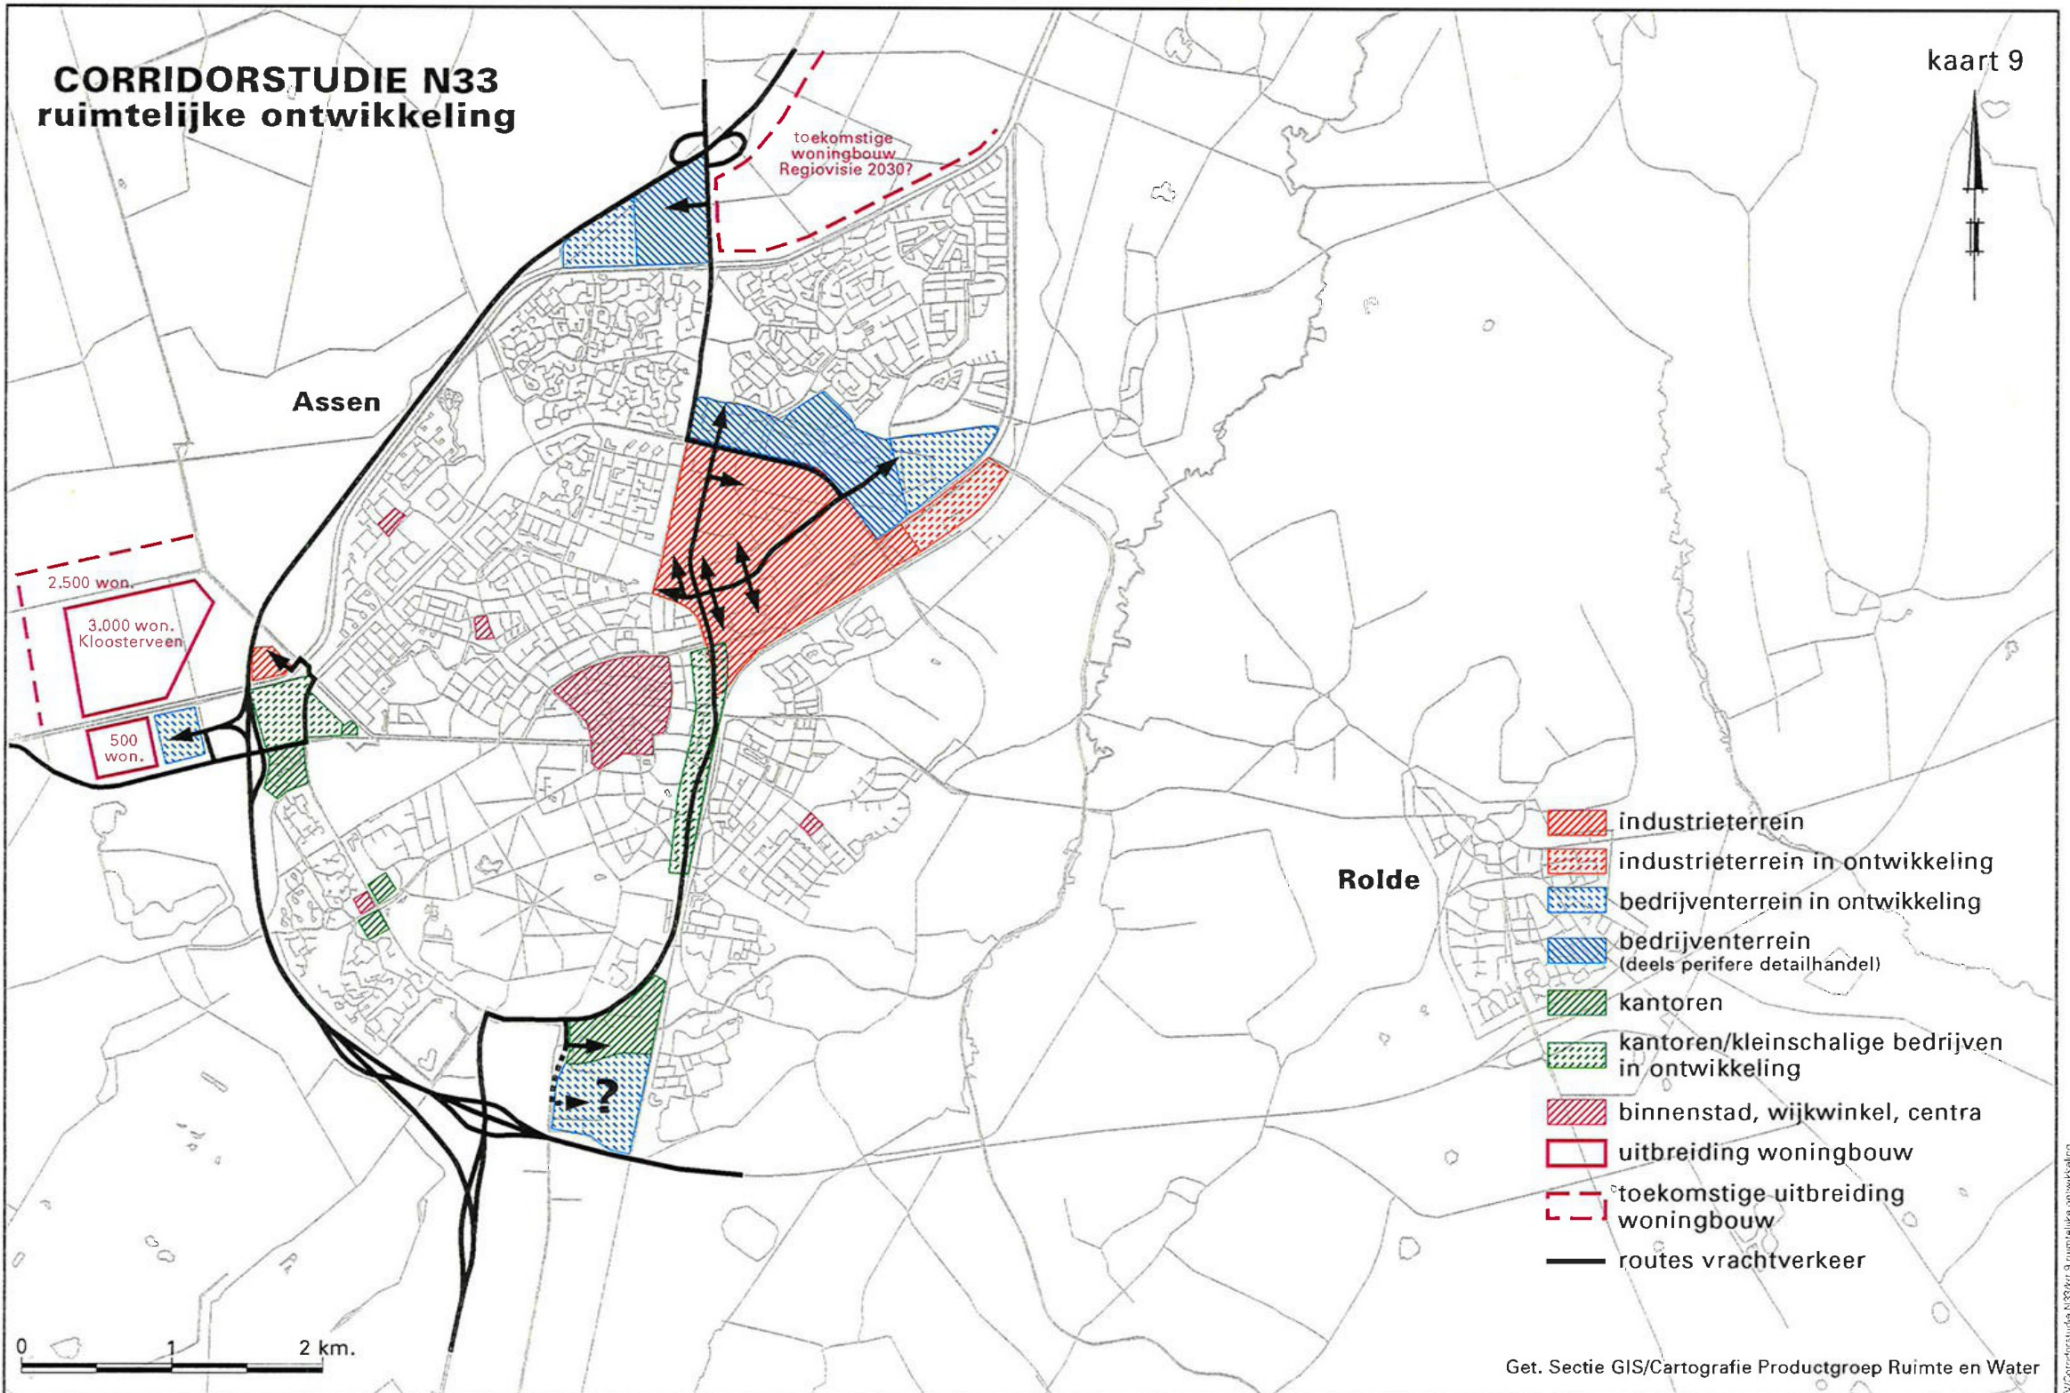 CORRIDORSTUDIE N33
ruimtelijke ontwikkeling
kaart 9
toekomstige
woningbouw
Regiovisie 2030?
Assen
2.500 won.
3.000 won.
Kloosterveen
500
won.
?
Rolde
industrieterrein
industrieterrein in ontwikkeling
bedrijventerrein in ontwikkeling
bedrijventerrein
(deels perifere detailhandel)
kantoren
kantoren/kleinschalige bedrijven
in ontwikkeling
binnenstad, wijkwinkel, centra
uitbreiding woningbouw
toekomstige uitbreiding
woningbouw
routes vrachtverkeer
0 1 2 km.
Get. Sectie GIS/Cartografie Productgroep Ruimte en Water